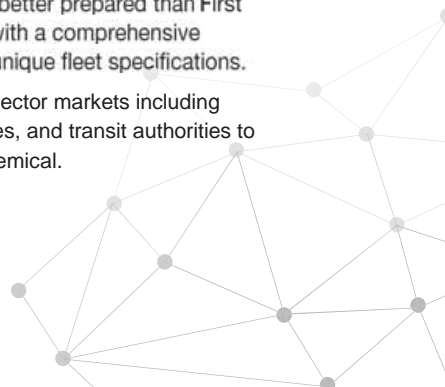 better prepared than First
with a comprehensive
unique fleet specifications.
ector markets including
es, and transit authorities to
emical.